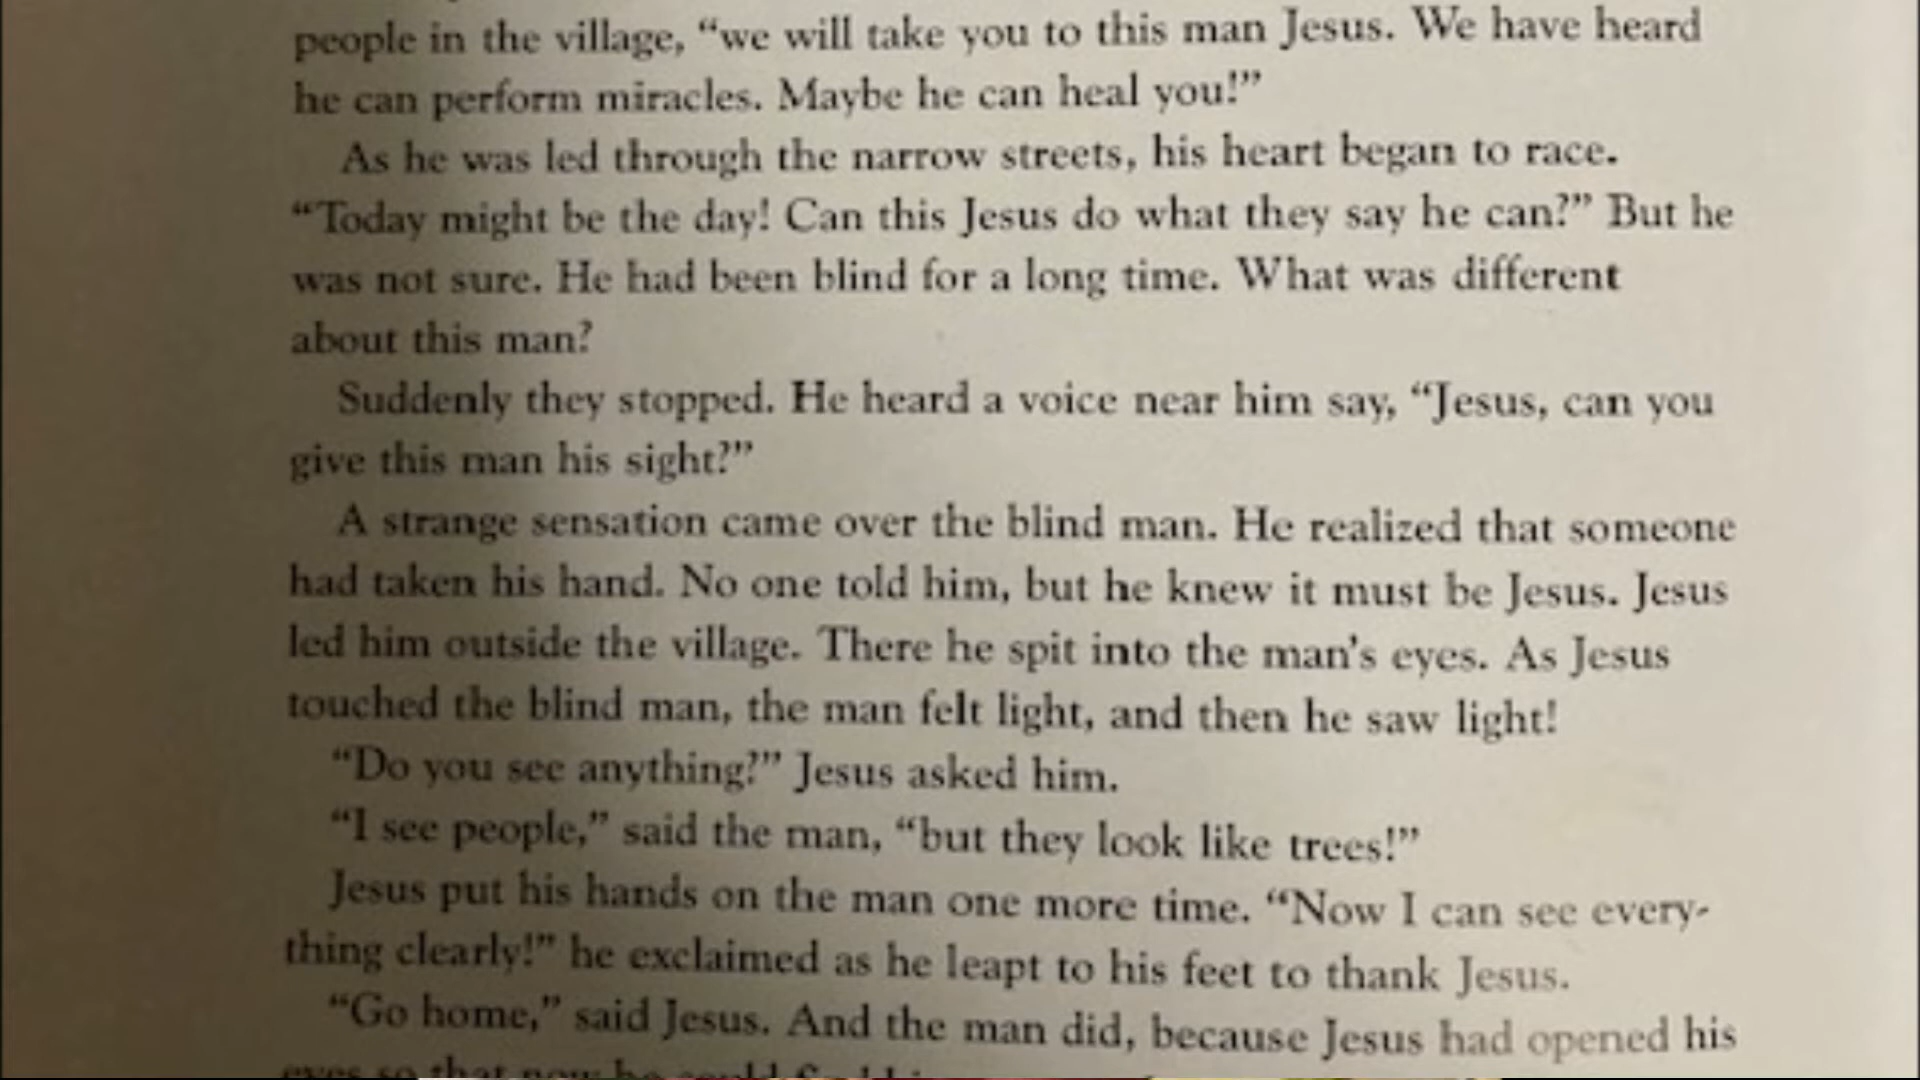 people in the village, “we will take you to this man Jesus. We have heard
he can perform miracles. Maybe he can heal you!”
As he was led through the narrow streets, his heart began to race.
“Today might be the day! Can this Jesus do what they say he can?” But he
was not sure. He had been blind for a long time. What was different
about this man?
Suddenly they stopped. He heard a voice near him say, “Jesus, can you
give this man his sight?”
A strange sensation came over the blind man. He realized that someone
had taken his hand. No one told him, but he knew it must be Jesus. Jesus
led him outside the village. There he spit into the man’s eyes. As Jesus
touched the blind man, the man felt light, and then he saw light!
“Do you see anything?” Jesus asked him.
“I see people,” said the man, “but they look like trees!”
Jesus put his hands on the man one more time. “Now I can see every-
thing clearly!” he exclaimed as he leapt to his feet to thank Jesus.
“Go home,” said Jesus. And the man did, because Jesus had opened his
eyes so that now he could find